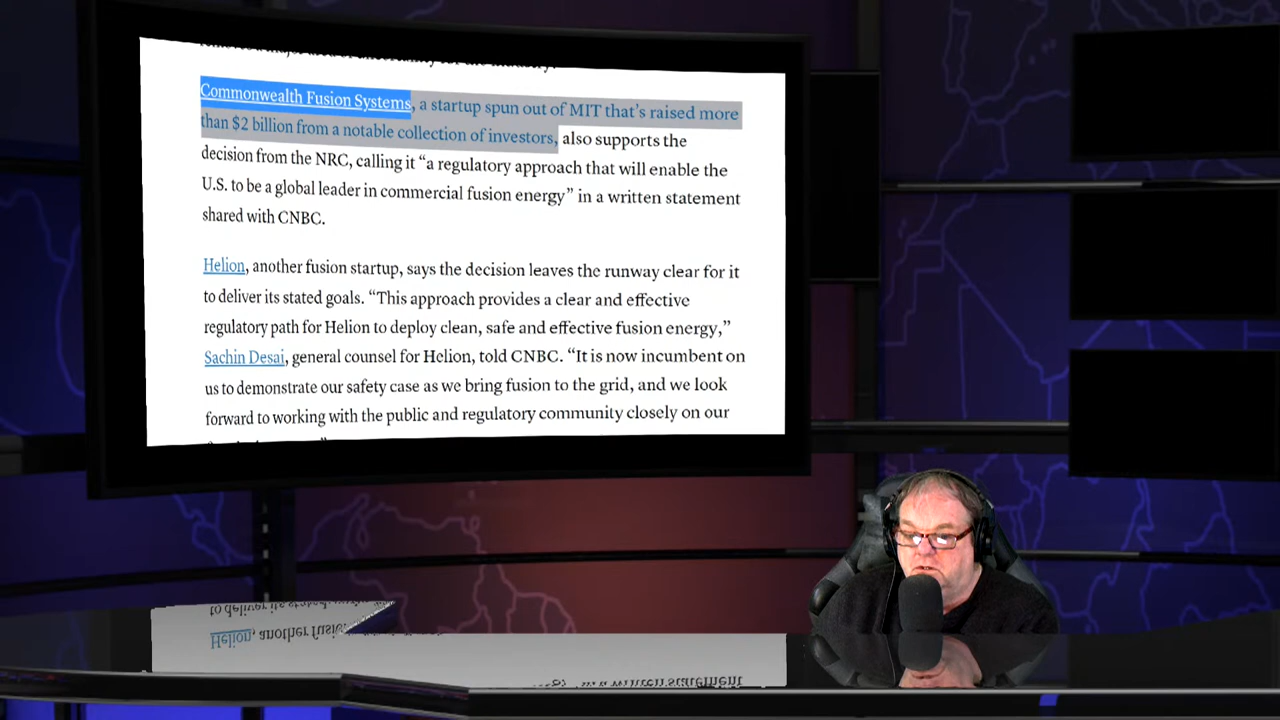 Commonwealth Fusion Systems, a startup spun out of MIT that's raised more
than $2 billion from a notable collection of investors, also supports the
decision from the NRC, calling it “a regulatory approach that will enable the
U.S. to be a global leader in commercial fusion energy” in a written statement
shared with CNBC.
Helion, another fusion startup, says the decision leaves the runway clear for it
to deliver its stated goals. “This approach provides a clear and effective
regulatory path for Helion to deploy clean, safe and effective fusion energy,”
Sachin Desai, general counsel for Helion, told CNBC. “It is now incumbent on
us to demonstrate our safety case as we bring fusion to the grid, and we look
forward to working with the public and regulatory community closely on our